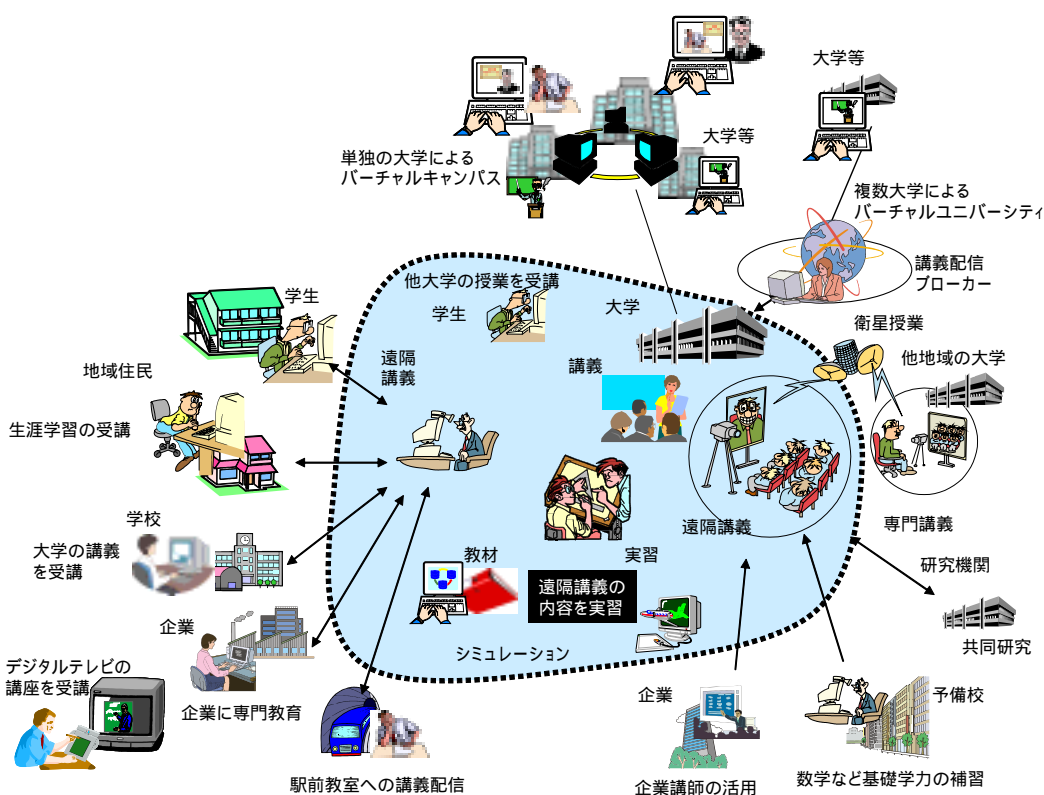 大学等
大学等
単独の大学による
バーチャルキャンパス
複数大学による
バーチャルユニバーシティ
講義配信
ブローカー
他大学の授業を受講
学生
学生
大学
衛星授業
遠隔
講義
講義
他地域の大学
地域住民
生涯学習の受講
遠隔講義
専門講義
学校
大学の講義
を受講
教材
実習
研究機関
遠隔講義の
内容を実習
企業
シミュレーション
共同研究
デジタルテレビの
講座を受講
企業に専門教育
企業
予備校
駅前教室への講義配信
企業講師の活用
数学など基礎学力の補習